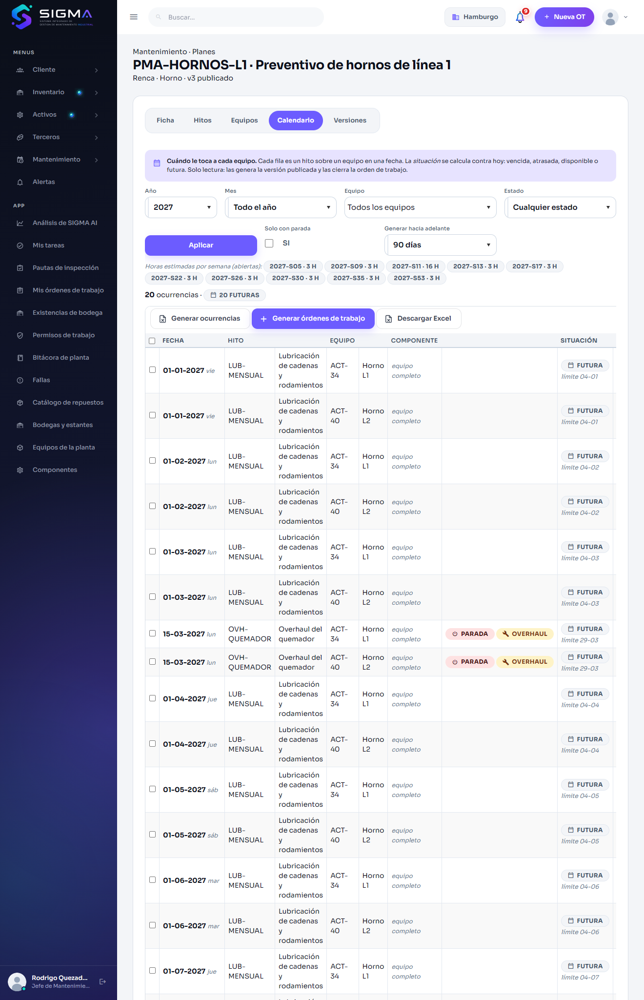 SIGMA
SISTEMA INTEGRADO DE
GESTIÓN DE MANTENIMIENTO INDUSTRIAL
Buscar...
Hamburgo
9
+ Nueva OT
MENUS
Cliente
Inventario
Activos
Terceros
Mantenimiento
Alertas
APP
Análisis de SIGMA AI
Mis tareas
Pautas de inspección
Mis órdenes de trabajo
Existencias de bodega
Permisos de trabajo
Bitácora de planta
Fallas
Catálogo de repuestos
Bodegas y estantes
Equipos de la planta
Componentes
Rodrigo Quezad...
Jefe de Mantenimie...
Mantenimiento · Planes
PMA-HORNOS-L1 · Preventivo de hornos de línea 1
Renca · Horno · v3 publicado
Ficha Hitos Equipos Calendario Versiones
Cuándo le toca a cada equipo. Cada fila es un hito sobre un equipo en una fecha. La situación se calcula contra hoy: vencida, atrasada, disponible o
futura. Solo lectura: las genera la versión publicada y las cierra la orden de trabajo.
Año Mes Equipo Estado
2027 Todo el año Todos los equipos Cualquier estado
Solo con parada Generar hacia adelante
Aplicar SI 90 días
Horas estimadas por semana (abiertas): 2027-S05 · 3 H 2027-S09 · 3 H 2027-S11 · 16 H 2027-S13 · 3 H 2027-S17 · 3 H
2027-S22 · 3 H 2027-S26 · 3 H 2027-S30 · 3 H 2027-S35 · 3 H 2027-S53 · 3 H
20 ocurrencias · 20 FUTURAS
Generar ocurrencias + Generar órdenes de trabajo Descargar Excel
FECHA HITO EQUIPO COMPONENTE SITUACIÓN
01-01-2027 vie LUB-MENSUAL Lubricación de cadenas y rodamientos ACT-34 Horno L1 equipo completo FUTURA límite 04-01
01-01-2027 vie LUB-MENSUAL Lubricación de cadenas y rodamientos ACT-40 Horno L2 equipo completo FUTURA límite 04-01
01-02-2027 lun LUB-MENSUAL Lubricación de cadenas y rodamientos ACT-34 Horno L1 equipo completo FUTURA límite 04-02
01-02-2027 lun LUB-MENSUAL Lubricación de cadenas y rodamientos ACT-40 Horno L2 equipo completo FUTURA límite 04-02
01-03-2027 lun LUB-MENSUAL Lubricación de cadenas y rodamientos ACT-34 Horno L1 equipo completo FUTURA límite 04-03
01-03-2027 lun LUB-MENSUAL Lubricación de cadenas y rodamientos ACT-40 Horno L2 equipo completo FUTURA límite 04-03
15-03-2027 lun OVH-QUEMADOR Overhaul del quemador ACT-34 Horno L1 equipo completo PARADA OVERHAUL FUTURA límite 29-03
15-03-2027 lun OVH-QUEMADOR Overhaul del quemador ACT-40 Horno L2 equipo completo PARADA OVERHAUL FUTURA límite 29-03
01-04-2027 jue LUB-MENSUAL Lubricación de cadenas y rodamientos ACT-34 Horno L1 equipo completo FUTURA límite 04-04
01-04-2027 jue LUB-MENSUAL Lubricación de cadenas y rodamientos ACT-40 Horno L2 equipo completo FUTURA límite 04-04
01-05-2027 sáb LUB-MENSUAL Lubricación de cadenas y rodamientos ACT-34 Horno L1 equipo completo FUTURA límite 04-05
01-05-2027 sáb LUB-MENSUAL Lubricación de cadenas y rodamientos ACT-40 Horno L2 equipo completo FUTURA límite 04-05
01-06-2027 mar LUB-MENSUAL Lubricación de cadenas y rodamientos ACT-34 Horno L1 equipo completo FUTURA límite 04-06
01-06-2027 mar LUB-MENSUAL Lubricación de cadenas y rodamientos ACT-40 Horno L2 equipo completo FUTURA límite 04-06
01-07-2027 jue LUB-MENSUAL Lubricación de cadenas y rodamientos ACT-34 Horno L1 equipo completo FUTURA límite 04-07